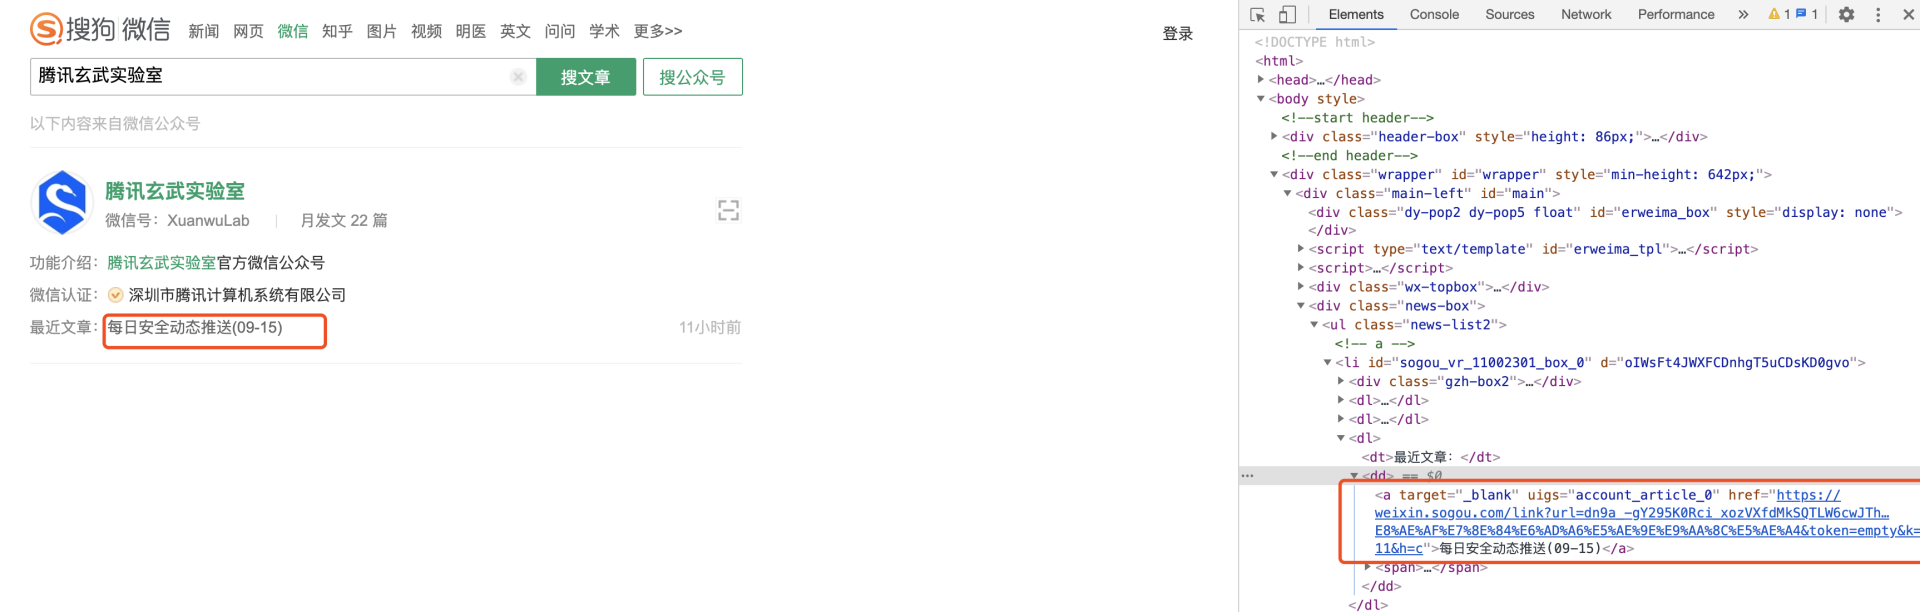 搜狗 微信 新闻 网页 微信 知乎 图片 视频 明医 英文 问问 学术 更多>>
登录
腾讯玄武实验室 搜文章 搜公众号
以下内容来自微信公众号
腾讯玄武实验室
微信号：XuanwuLab 月发文 22 篇
功能介绍：腾讯玄武实验室官方微信公众号
微信认证：深圳市腾讯计算机系统有限公司
最近文章：每日安全动态推送(09-15) 11小时前
Elements Console Sources Network Performance » 1 1
<!DOCTYPE html>
<html>
<head>…</head>
<body style>
<!--start header-->
<div class="header-box" style="height: 86px;">…</div>
<!--end header-->
<div class="wrapper" id="wrapper" style="min-height: 642px;">
<div class="main-left" id="main">
<div class="dy-pop2 dy-pop5 float" id="erweima_box" style="display: none">
</div>
<script type="text/template" id="erweima_tpl">…</script>
<script>…</script>
<div class="wx-topbox">…</div>
<div class="news-box">
<ul class="news-list2">
<!-- a -->
<li id="sogou_vr_11002301_box_0" d="oIWsFt4JWXFCDnhgT5uCDsKD0gvo">
<div class="gzh-box2">…</div>
<dl>…</dl>
<dl>…</dl>
<dl>
<dt>最近文章：</dt>
<dd> == $0
<a target="_blank" uigs="account_article_0" href="https://
weixin.sogou.com/link?url=dn9a_-gY295K0Rci_xozVXfdMkSQTLW6cwJTh…
E8%AE%AF%E7%8E%84%E6%AD%A6%E5%AE%9E%E9%AA%8C%E5%AE%A4&token=empty&k=
11&h=c">每日安全动态推送(09-15)</a>
<span>…</span>
</dd>
</dl>